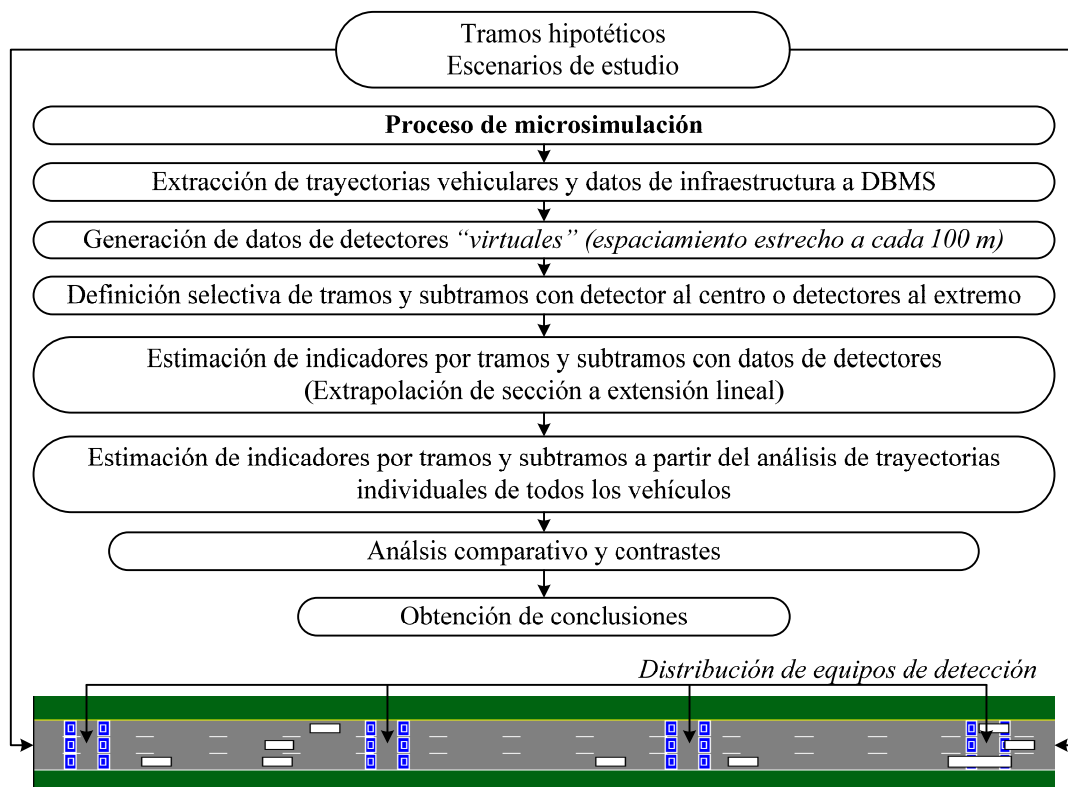 Tramos hipotéticos
Escenarios de estudio
Proceso de microsimulación
Extracción de trayectorias vehiculares y datos de infraestructura a DBMS
Generación de datos de detectores “virtuales” (espaciamiento estrecho a cada 100 m)
Definición selectiva de tramos y subtramos con detector al centro o detectores al extremo
Estimación de indicadores por tramos y subtramos con datos de detectores
(Extrapolación de sección a extensión lineal)
Estimación de indicadores por tramos y subtramos a partir del análisis de trayectorias
individuales de todos los vehículos
Análsis comparativo y contrastes
Obtención de conclusiones
Distribución de equipos de detección